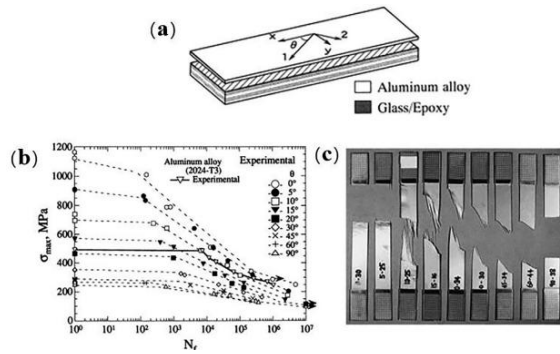 (a)
x
θ
2
1
y
Aluminum alloy
Glass/Epoxy
(b)
1200
1000
800
600
400
200
0
σmax, MPa
Aluminum alloy
(2024-T3)
Experimental
Experimental
θ
0°
5°
10°
15°
20°
30°
45°
60°
90°
10⁰ 10¹ 10² 10³ 10⁴ 10⁵ 10⁶ 10⁷
Nf
(c)